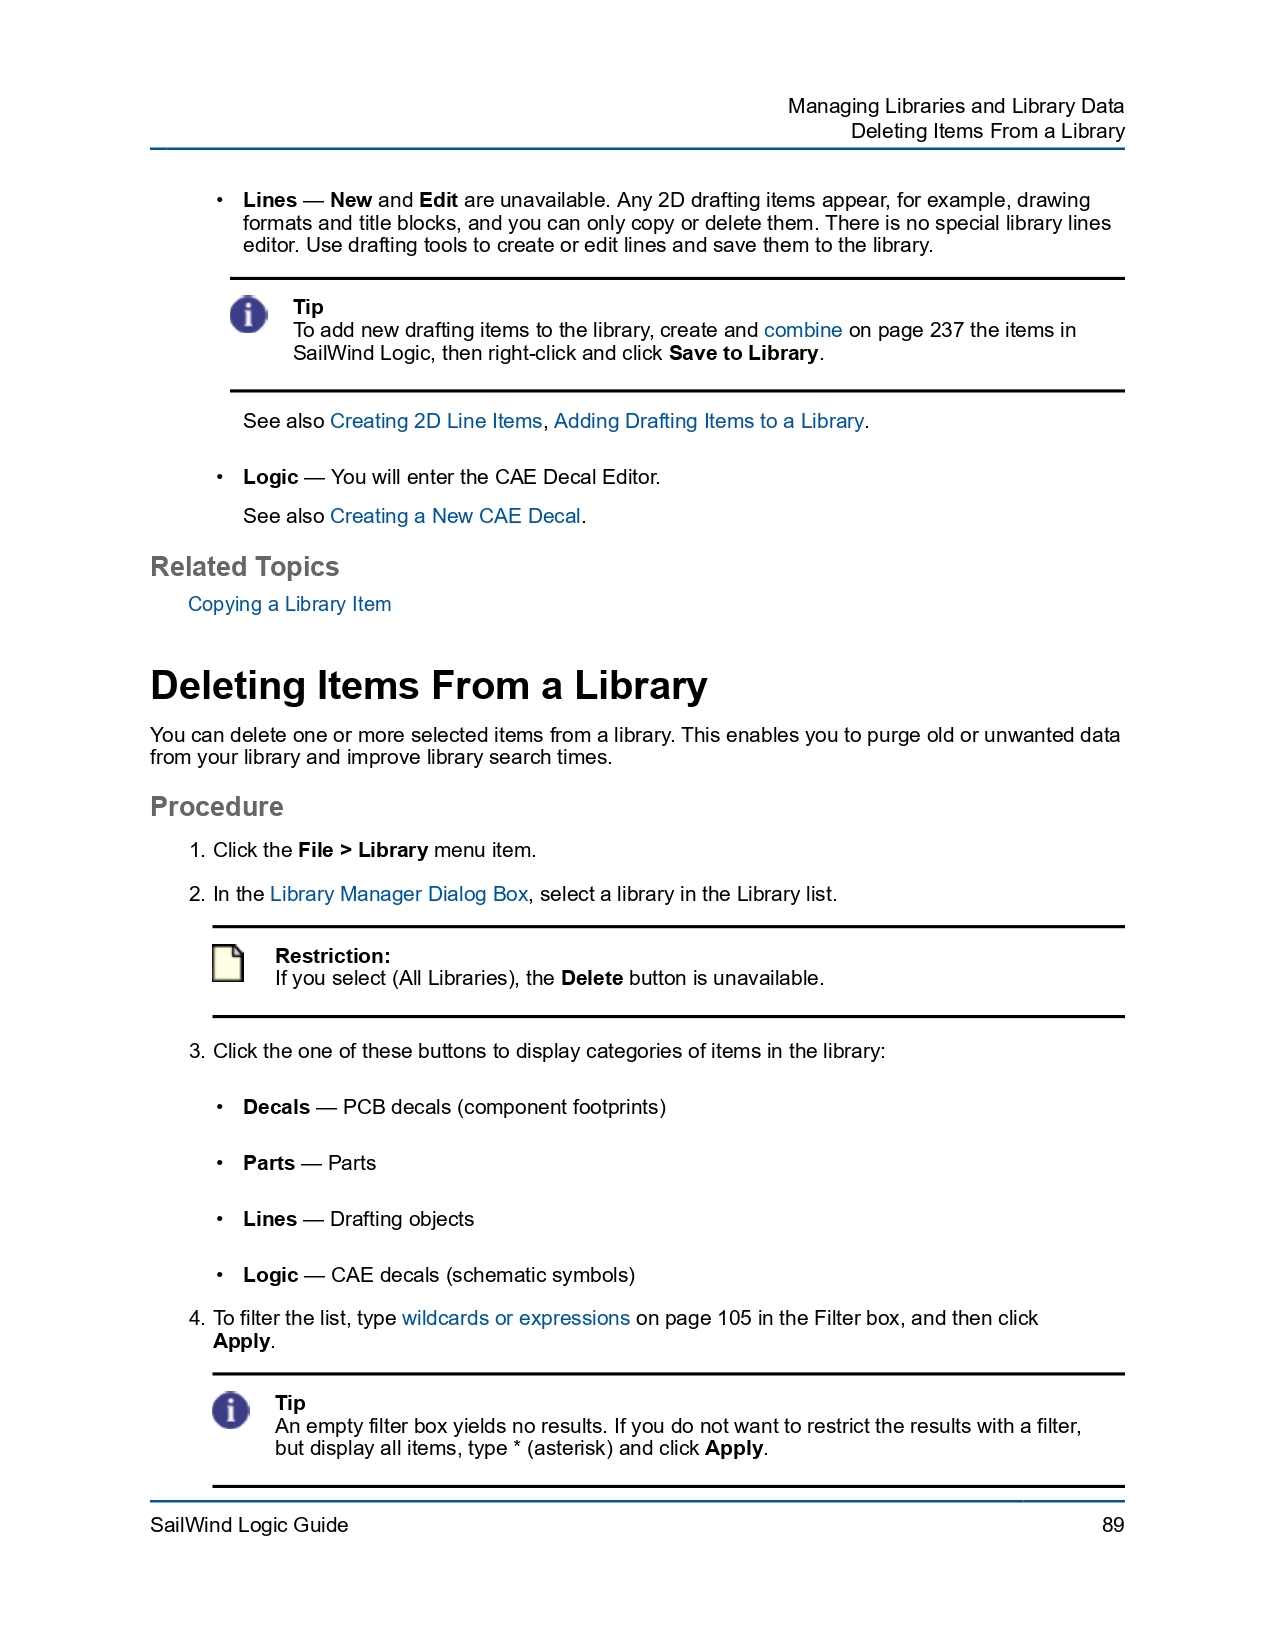 Managing Libraries and Library Data
Deleting Items From a Library
• Lines — New and Edit are unavailable. Any 2D drafting items appear, for example, drawing
formats and title blocks, and you can only copy or delete them. There is no special library lines
editor. Use drafting tools to create or edit lines and save them to the library.
Tip
To add new drafting items to the library, create and combine on page 237 the items in
SailWind Logic, then right-click and click Save to Library.
See also Creating 2D Line Items, Adding Drafting Items to a Library.
• Logic — You will enter the CAE Decal Editor.
See also Creating a New CAE Decal.
Related Topics
Copying a Library Item
Deleting Items From a Library
You can delete one or more selected items from a library. This enables you to purge old or unwanted data
from your library and improve library search times.
Procedure
1. Click the File > Library menu item.
2. In the Library Manager Dialog Box, select a library in the Library list.
Restriction:
If you select (All Libraries), the Delete button is unavailable.
3. Click the one of these buttons to display categories of items in the library:
• Decals — PCB decals (component footprints)
• Parts — Parts
• Lines — Drafting objects
• Logic — CAE decals (schematic symbols)
4. To filter the list, type wildcards or expressions on page 105 in the Filter box, and then click
Apply.
Tip
An empty filter box yields no results. If you do not want to restrict the results with a filter,
but display all items, type * (asterisk) and click Apply.
SailWind Logic Guide 89